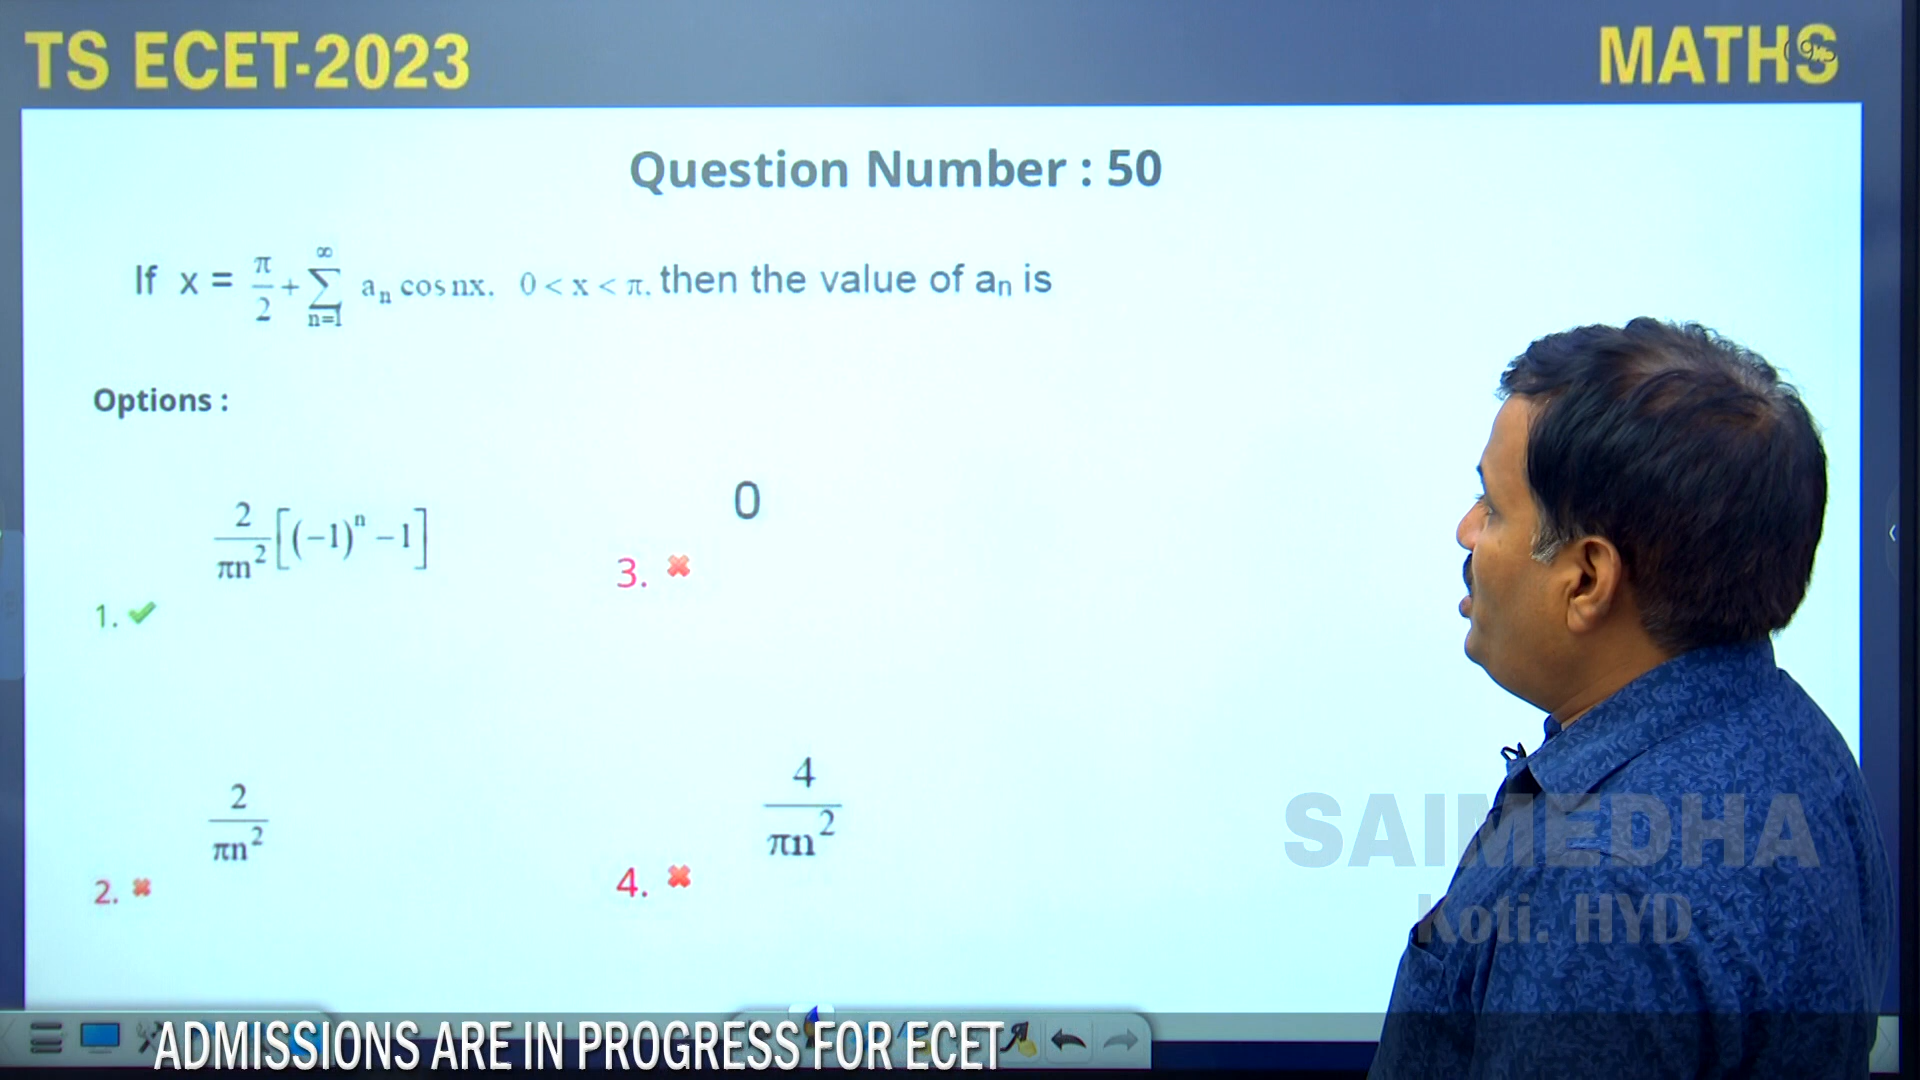 TS ECET-2023
MATHS
Question Number : 50
If x = π/2 + ∑_{n=1}^{∞} a_n cos nx. 0 < x < π. then the value of a_n is
Options :
1. 2/(πn²) [(−1)ⁿ − 1]
2. 2/(πn²)
3. 0
4. 4/(πn²)
SAIMEDHA
Koti. HYD
ADMISSIONS ARE IN PROGRESS FOR ECET